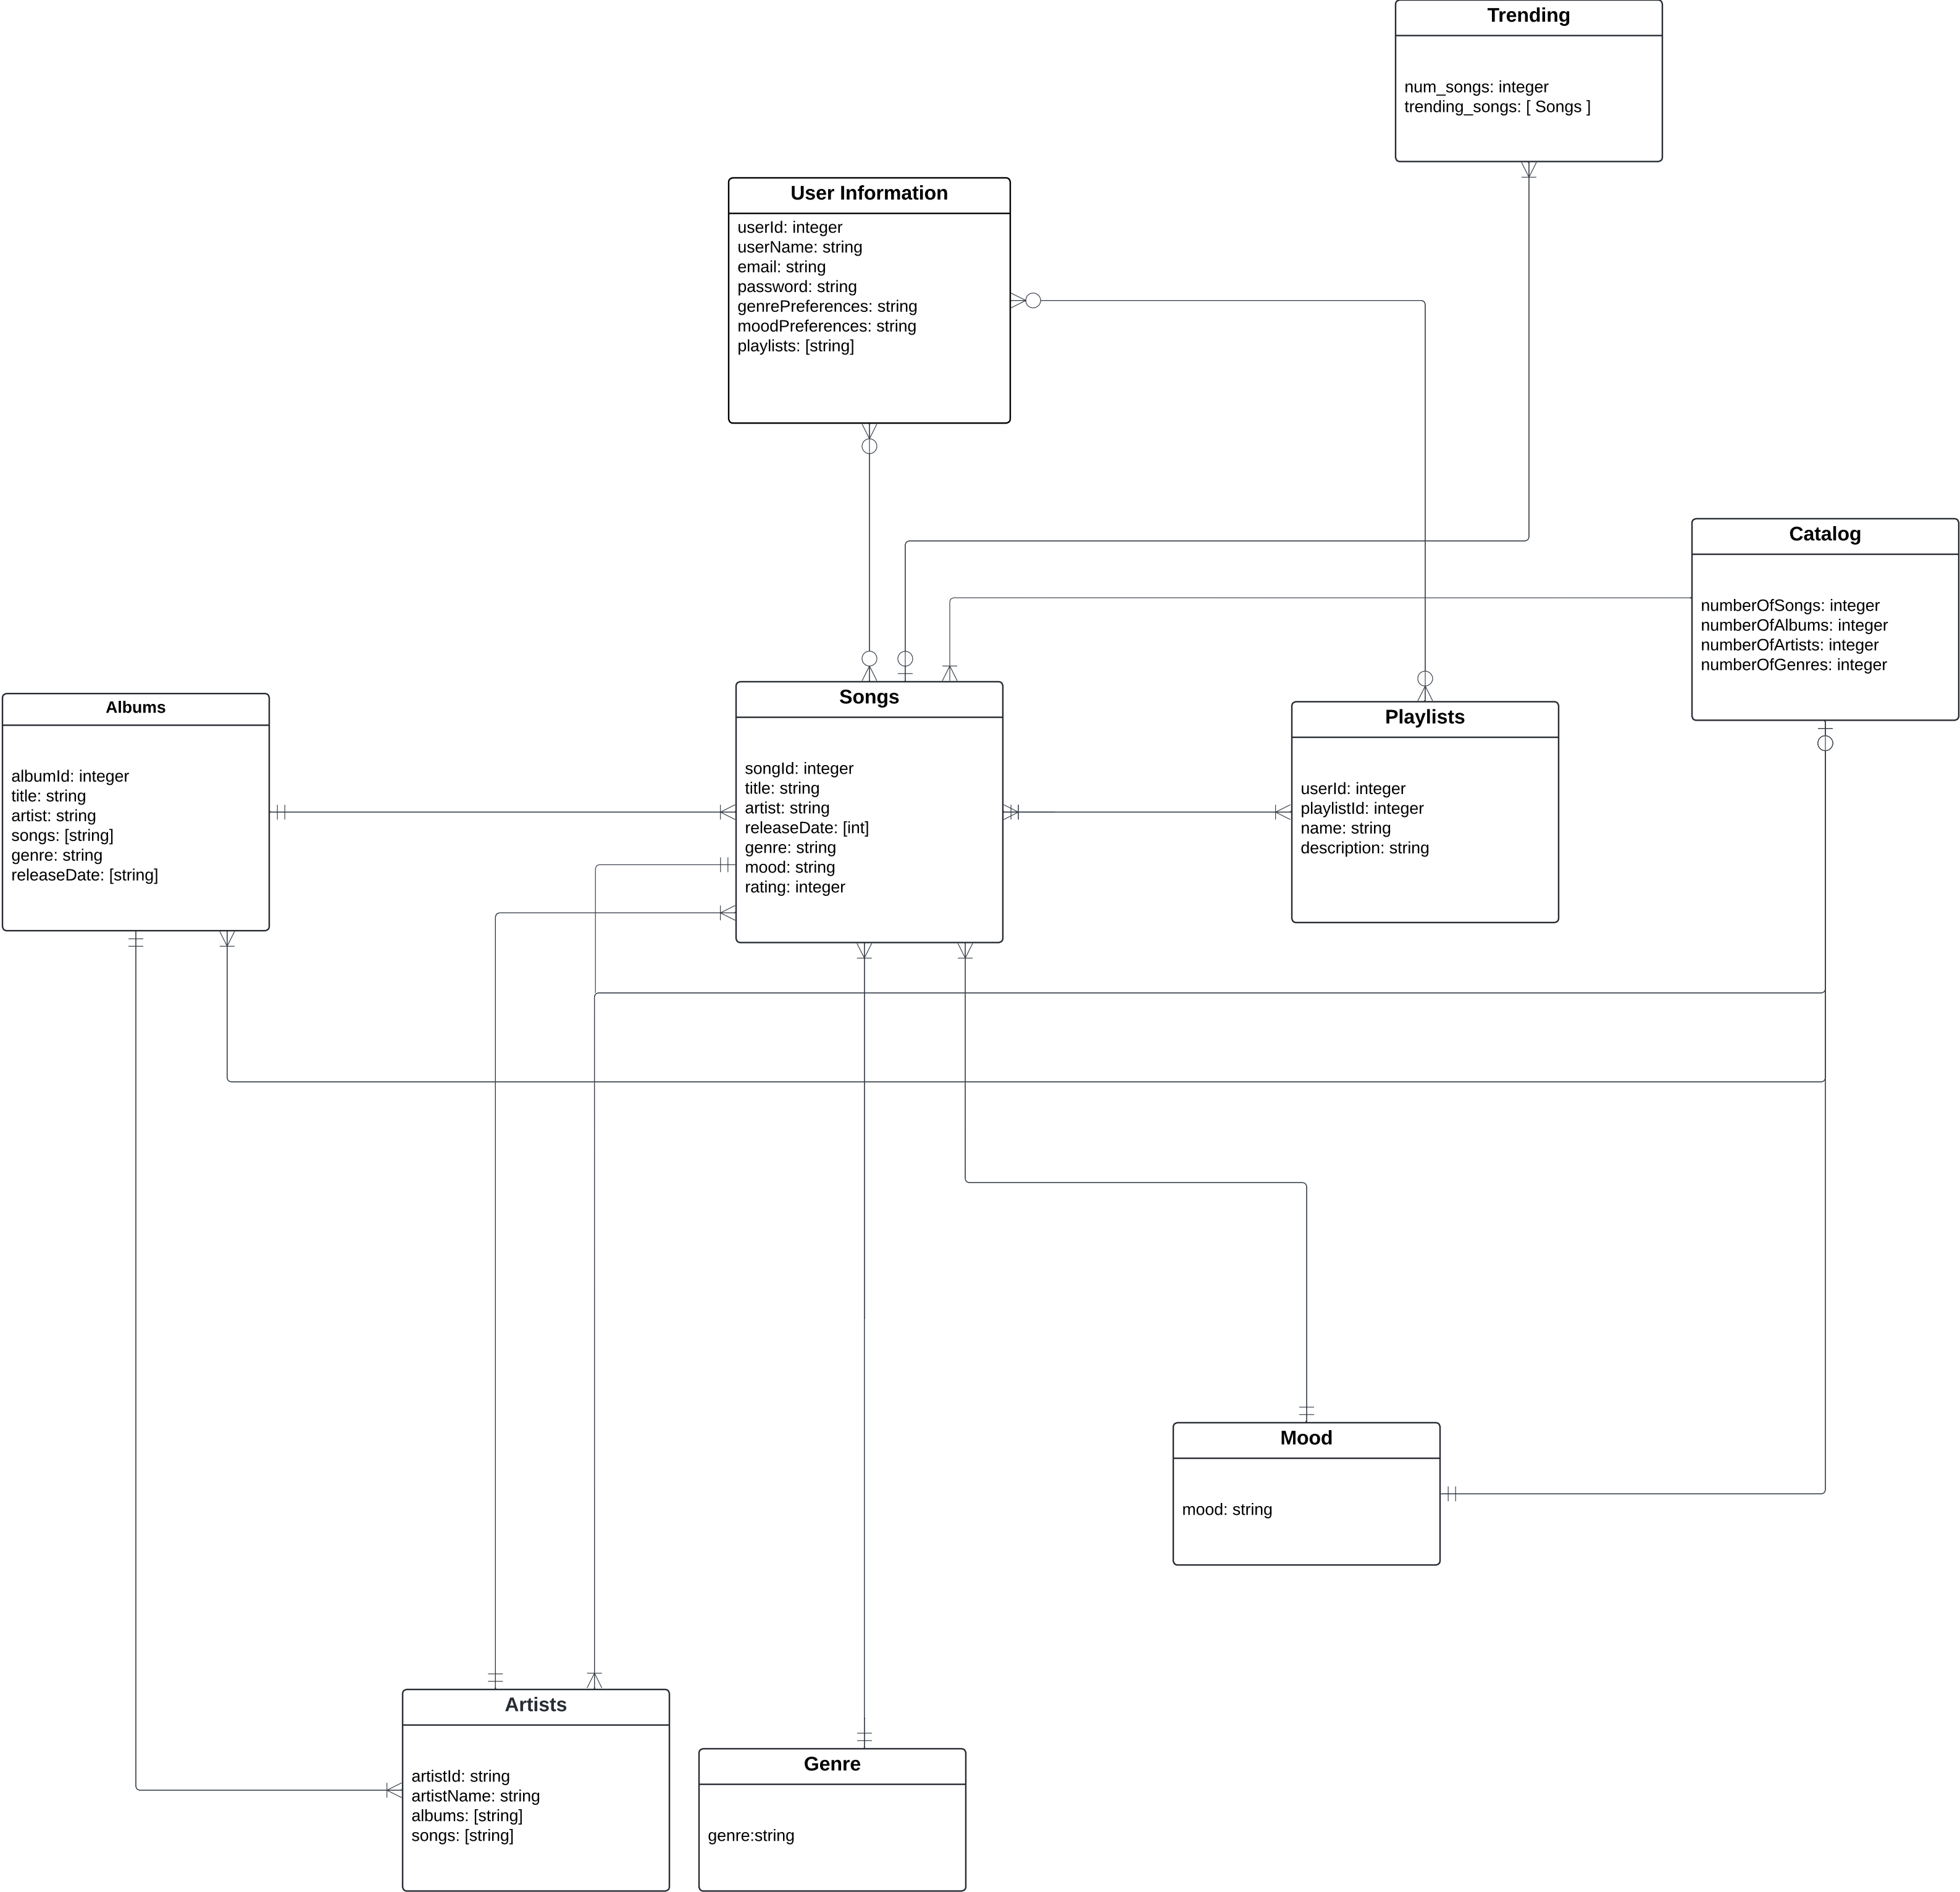 Trending
num_songs: integer
trending_songs: [ Songs ]
User Information
userId: integer
userName: string
email: string
password: string
genrePreferences: string
moodPreferences: string
playlists: [string]
Catalog
numberOfSongs: integer
numberOfAlbums: integer
numberOfArtists: integer
numberOfGenres: integer
Albums
albumId: integer
title: string
artist: string
songs: [string]
genre: string
releaseDate: [string]
Songs
songId: integer
title: string
artist: string
releaseDate: [int]
genre: string
mood: string
rating: integer
Playlists
userId: integer
playlistId: integer
name: string
description: string
Mood
mood: string
Artists
artistId: string
artistName: string
albums: [string]
songs: [string]
Genre
genre:string